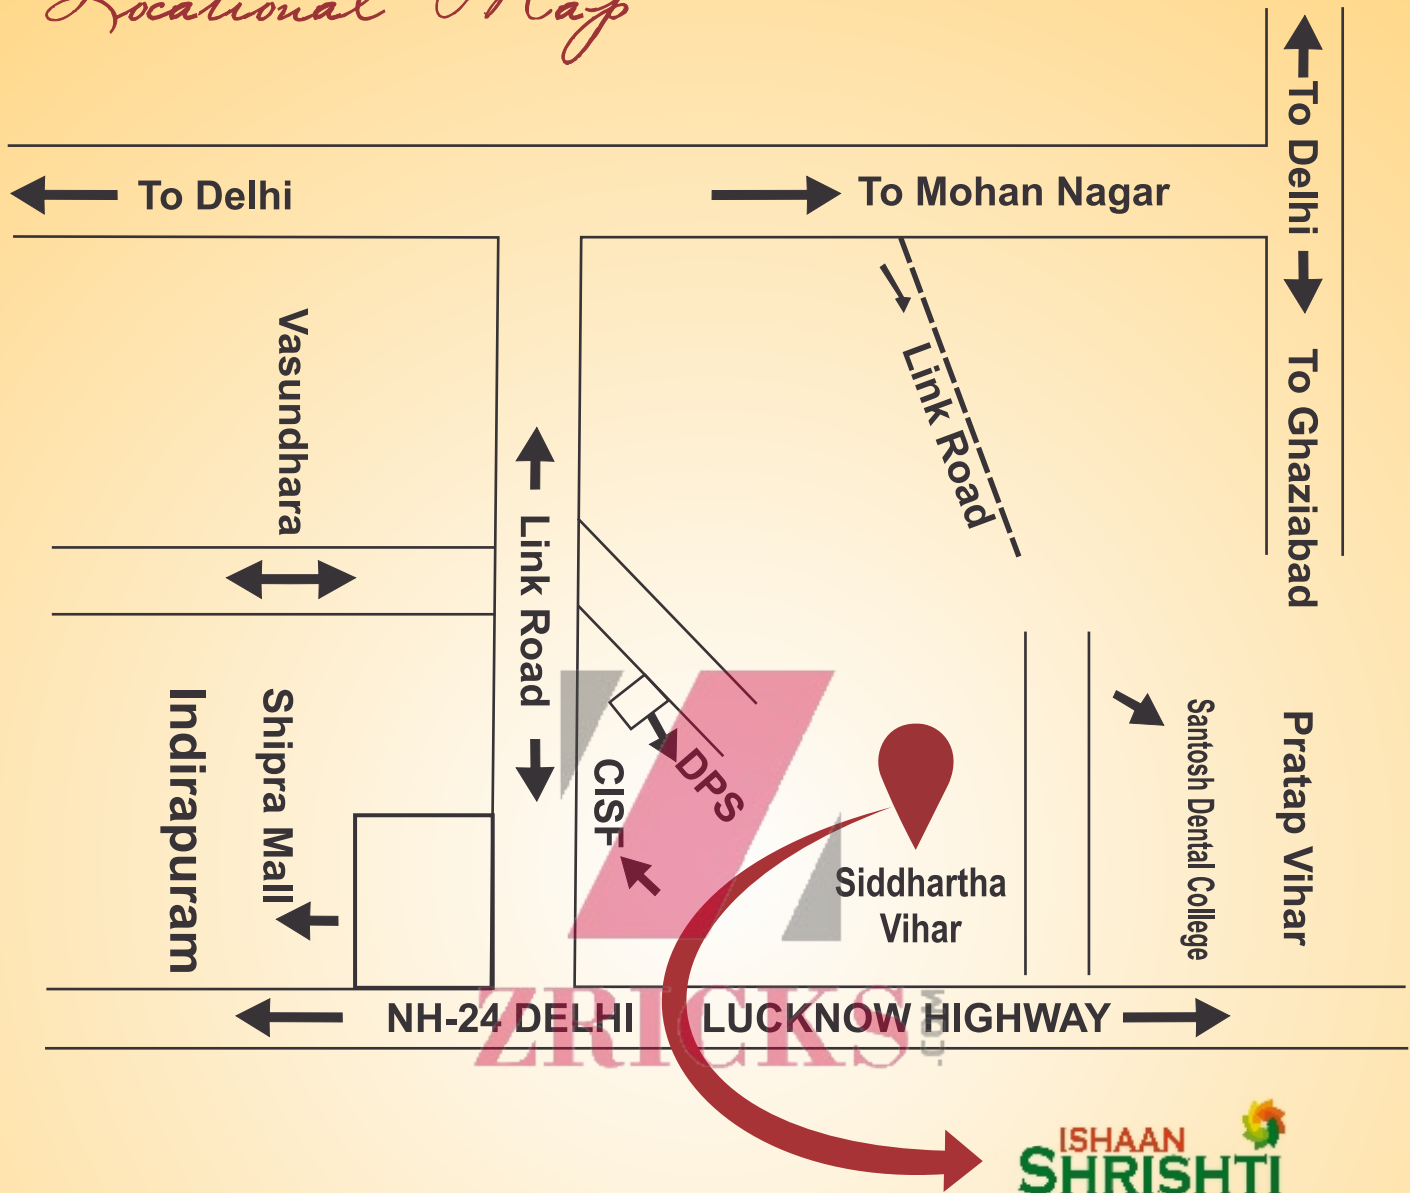 Locational Map
To Delhi
To Mohan Nagar
To Delhi
To Ghaziabad
Vasundhara
Link Road
Link Road
Indirapuram
Shipra Mall
CISF
DPS
Siddhartha
Vihar
Santosh Dental College
Pratap Vihar
NH-24 DELHI LUCKNOW HIGHWAY
ZRICKS
.COM
ISHAAN
SHRISHTI